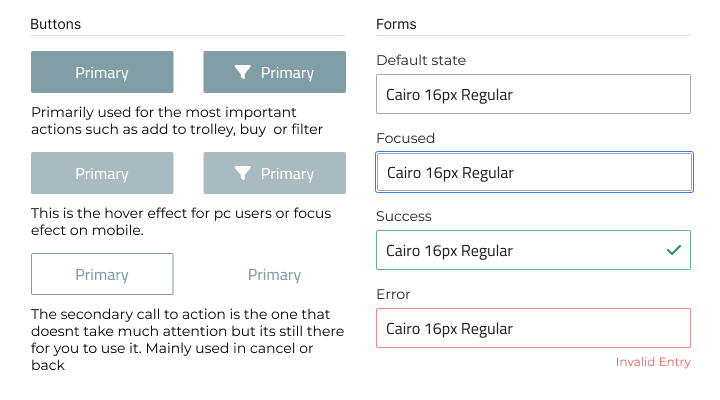 Buttons
Primary
Primary
Primarily used for the most important
actions such as add to trolley, buy  or filter
Primary
Primary
This is the hover effect for pc users or focus
efect on mobile.
Primary
Primary
The secondary call to action is the one that
doesnt take much attention but its still there
for you to use it. Mainly used in cancel or
back
Forms
Default state
Cairo 16px Regular
Focused
Cairo 16px Regular
Success
Cairo 16px Regular
Error
Cairo 16px Regular
Invalid Entry